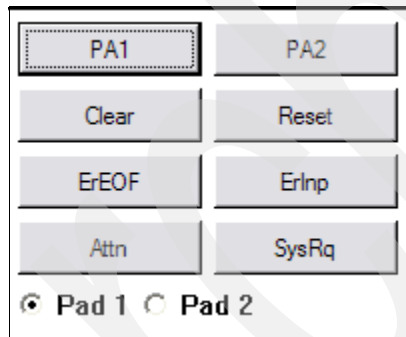 PA1 PA2
Clear Reset
ErEOF ErInp
Attn SysRq
Pad 1 Pad 2